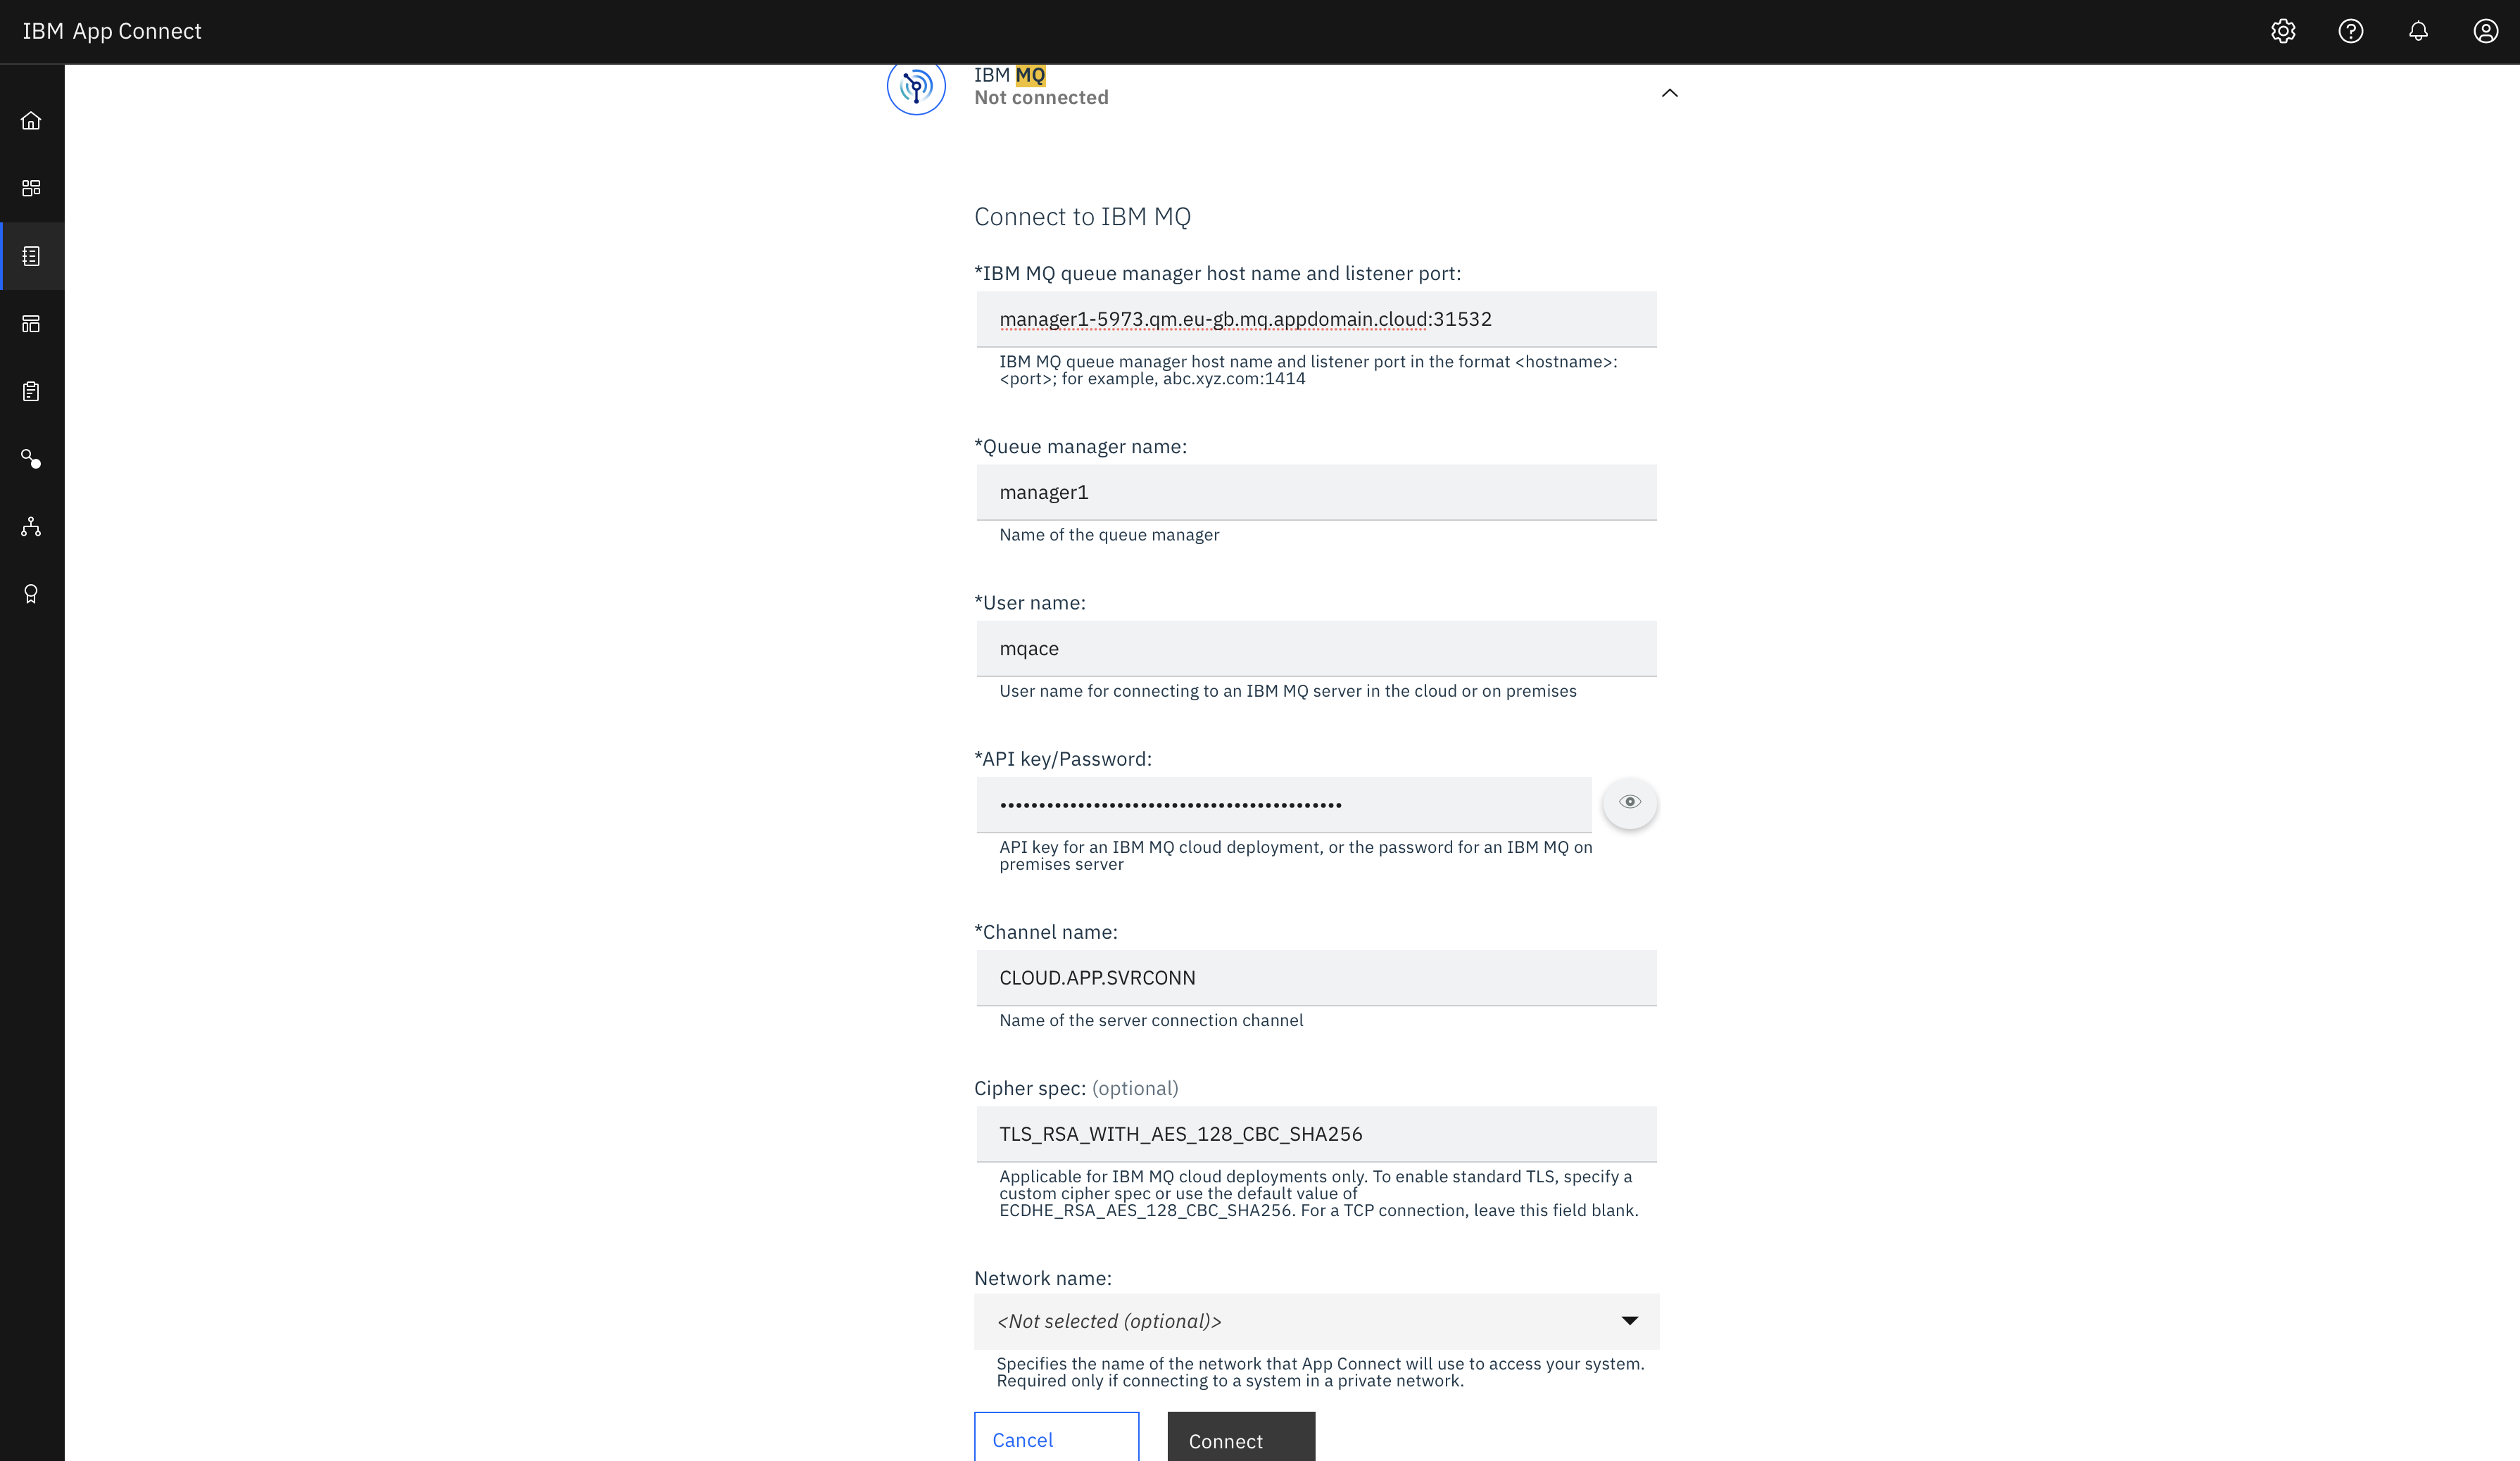 IBM App Connect
IBM MQ
Not connected
Connect to IBM MQ
*IBM MQ queue manager host name and listener port:
manager1-5973.qm.eu-gb.mq.appdomain.cloud:31532
IBM MQ queue manager host name and listener port in the format <hostname>:
<port>; for example, abc.xyz.com:1414
*Queue manager name:
manager1
Name of the queue manager
*User name:
mqace
User name for connecting to an IBM MQ server in the cloud or on premises
*API key/Password:
••••••••••••••••••••••••••••••••••••••••••••
API key for an IBM MQ cloud deployment, or the password for an IBM MQ on
premises server
*Channel name:
CLOUD.APP.SVRCONN
Name of the server connection channel
Cipher spec: (optional)
TLS_RSA_WITH_AES_128_CBC_SHA256
Applicable for IBM MQ cloud deployments only. To enable standard TLS, specify a
custom cipher spec or use the default value of
ECDHE_RSA_AES_128_CBC_SHA256. For a TCP connection, leave this field blank.
Network name:
<Not selected (optional)>
Specifies the name of the network that App Connect will use to access your system.
Required only if connecting to a system in a private network.
Cancel
Connect